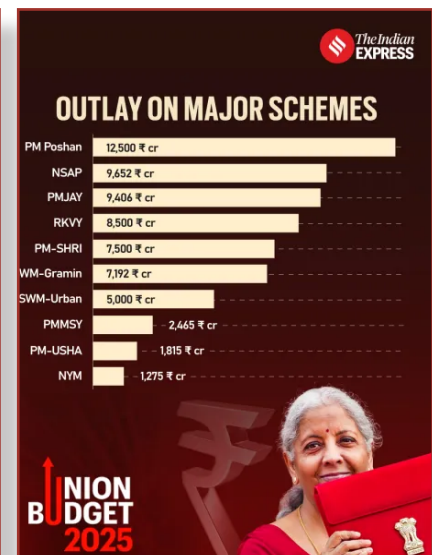 The Indian
EXPRESS
OUTLAY ON MAJOR SCHEMES
PM Poshan 12,500 ₹ cr
NSAP 9,652 ₹ cr
PMJAY 9,406 ₹ cr
RKVY 8,500 ₹ cr
PM-SHRI 7,500 ₹ cr
WM-Gramin 7,192 ₹ cr
SWM-Urban 5,000 ₹ cr
PMMSY 2,465 ₹ cr
PM-USHA 1,815 ₹ cr
NYM 1,275 ₹ cr
₹
UNION
BUDGET
2025